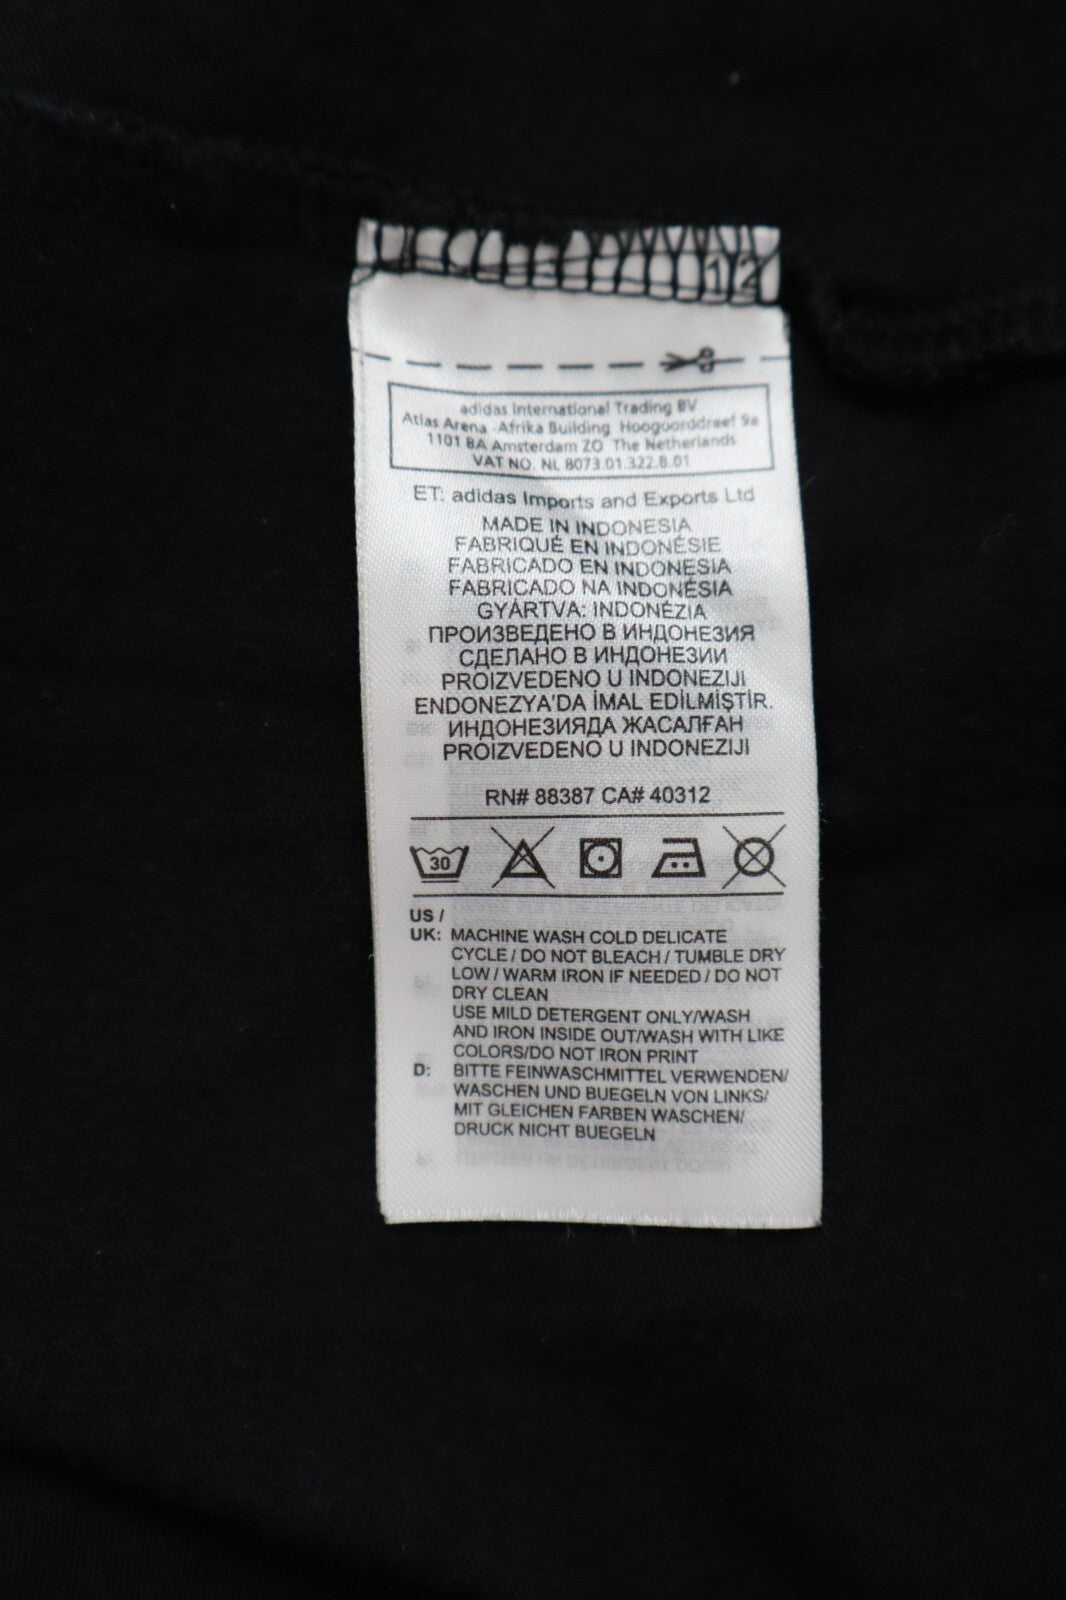 12
adidas International Trading BV
Atlas Arena - Afrika Building Hoogoorddreef 9a
1101 BA Amsterdam ZO The Netherlands
VAT NO. NL 8073.01.322.B.01
ET: adidas Imports and Exports Ltd
MADE IN INDONESIA
FABRIQUÉ EN INDONÉSIE
FABRICADO EN INDONESIA
FABRICADO NA INDONÉSIA
GYÁRTVA: INDONÉZIA
ПРОИЗВЕДЕНО В ИНДОНЕЗИЯ
СДЕЛАНО В ИНДОНЕЗИИ
PROIZVEDENO U INDONEZIJI
ENDONEZYA'DA İMAL EDİLMİŞTİR.
ИНДОНЕЗИЯДА ЖАСАЛҒАН
PROIZVEDENO U INDONEZIJI
RN# 88387 CA# 40312
30
US /
UK: MACHINE WASH COLD DELICATE
CYCLE / DO NOT BLEACH / TUMBLE DRY
LOW / WARM IRON IF NEEDED / DO NOT
DRY CLEAN
USE MILD DETERGENT ONLY/WASH
AND IRON INSIDE OUT/WASH WITH LIKE
COLORS/DO NOT IRON PRINT
D: BITTE FEINWASCHMITTEL VERWENDEN/
WASCHEN UND BUEGELN VON LINKS/
MIT GLEICHEN FARBEN WASCHEN/
DRUCK NICHT BUEGELN